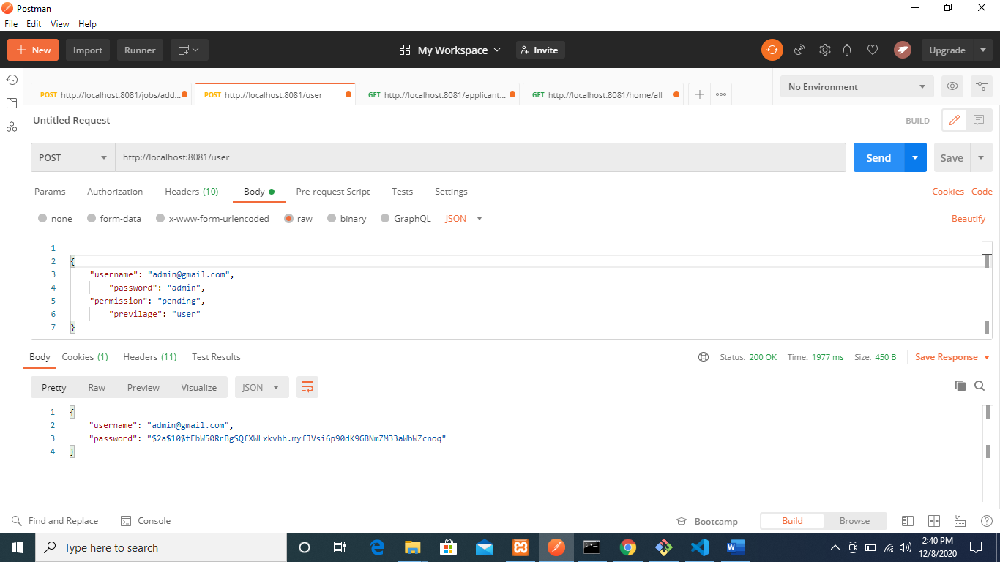 Postman
File Edit View Help
New Import Runner My Workspace Invite Upgrade
POST http://localhost:8081/jobs/add... POST http://localhost:8081/user GET http://localhost:8081/applicant... GET http://localhost:8081/home/all No Environment
Untitled Request BUILD
POST http://localhost:8081/user Send Save
Params Authorization Headers (10) Body Pre-request Script Tests Settings Cookies Code
none form-data x-www-form-urlencoded raw binary GraphQL JSON Beautify
1
2 {
3 "username": "admin@gmail.com",
4 "password": "admin",
5 "permission": "pending",
6 "previlage": "user"
7 }
Body Cookies (1) Headers (11) Test Results Status: 200 OK Time: 1977 ms Size: 450 B Save Response
Pretty Raw Preview Visualize JSON
1 {
2 "username": "admin@gmail.com",
3 "password": "$2a$10$tEbW50RrBgSQfXWLxkvhh.myfJVsi6p90dK9GBNmZM33aWbWZcnoq"
4 }
Find and Replace Console Bootcamp Build Browse
Type here to search 2:40 PM
12/8/2020